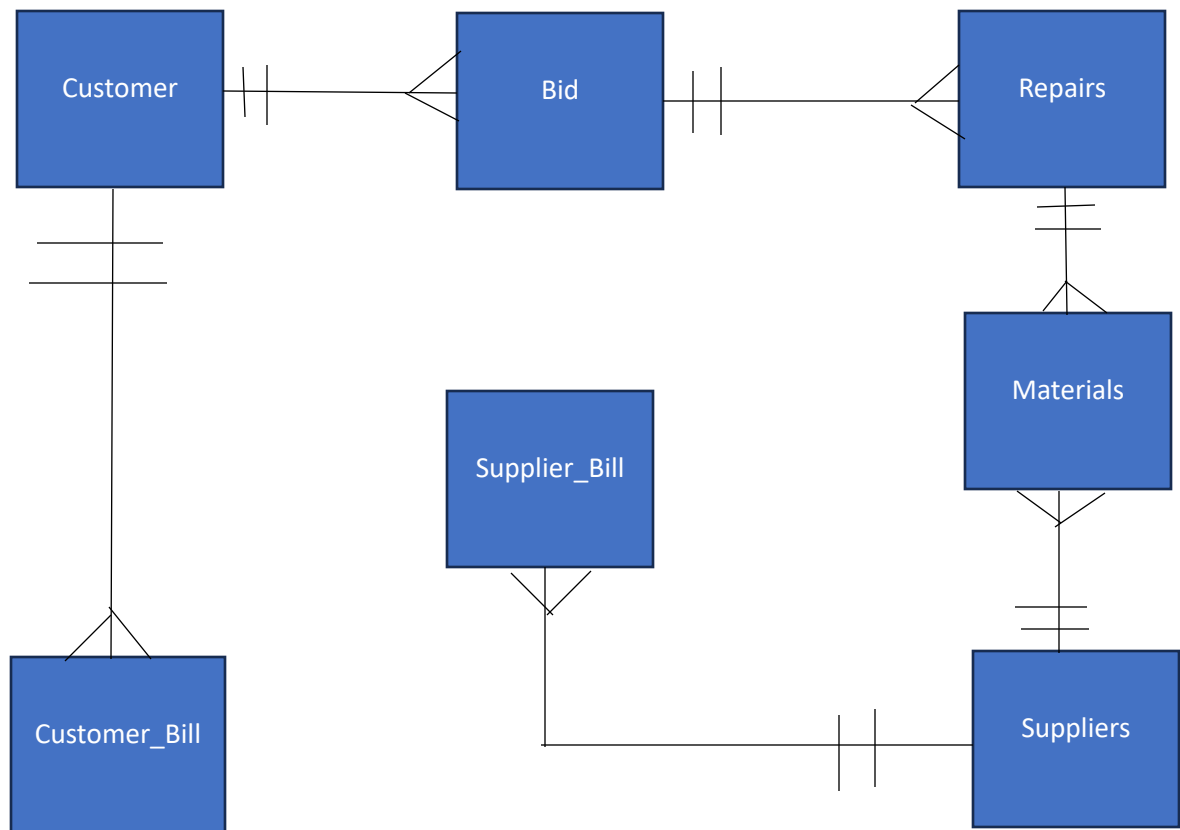 Customer
Bid
Repairs
Materials
Supplier_Bill
Suppliers
Customer_Bill